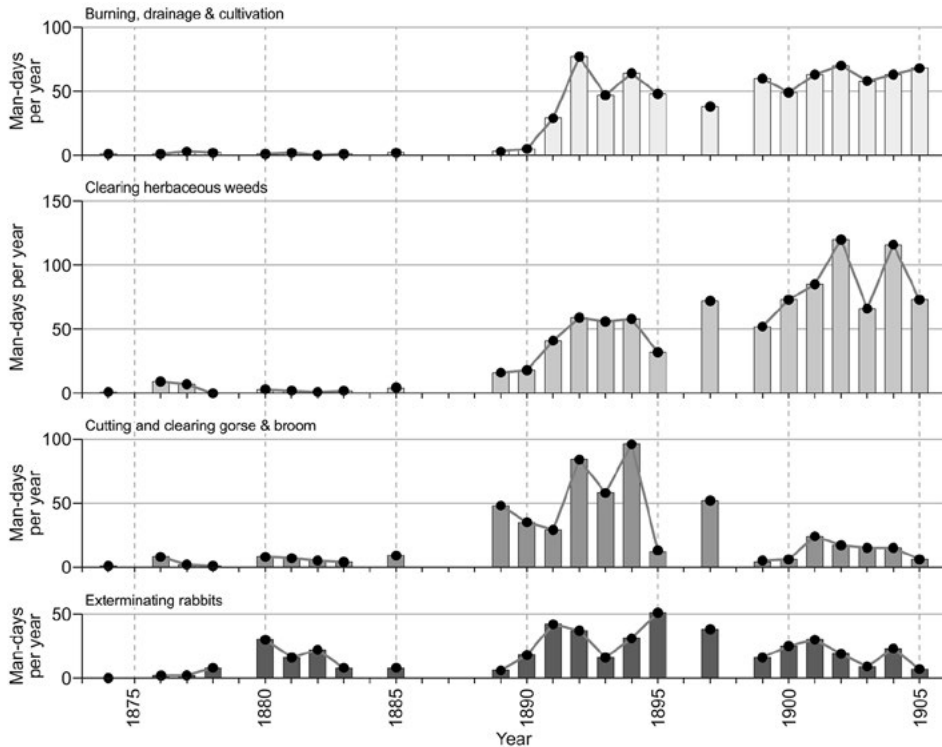 Burning, drainage & cultivation
Man-days
per year
100
50
0
Clearing herbaceous weeds
Man-days per year
150
100
50
0
Cutting and clearing gorse & broom
Man-days
per year
100
50
0
Exterminating rabbits
Man-days
per year
50
0
1875
1880
1885
1890
1895
1900
1905
Year